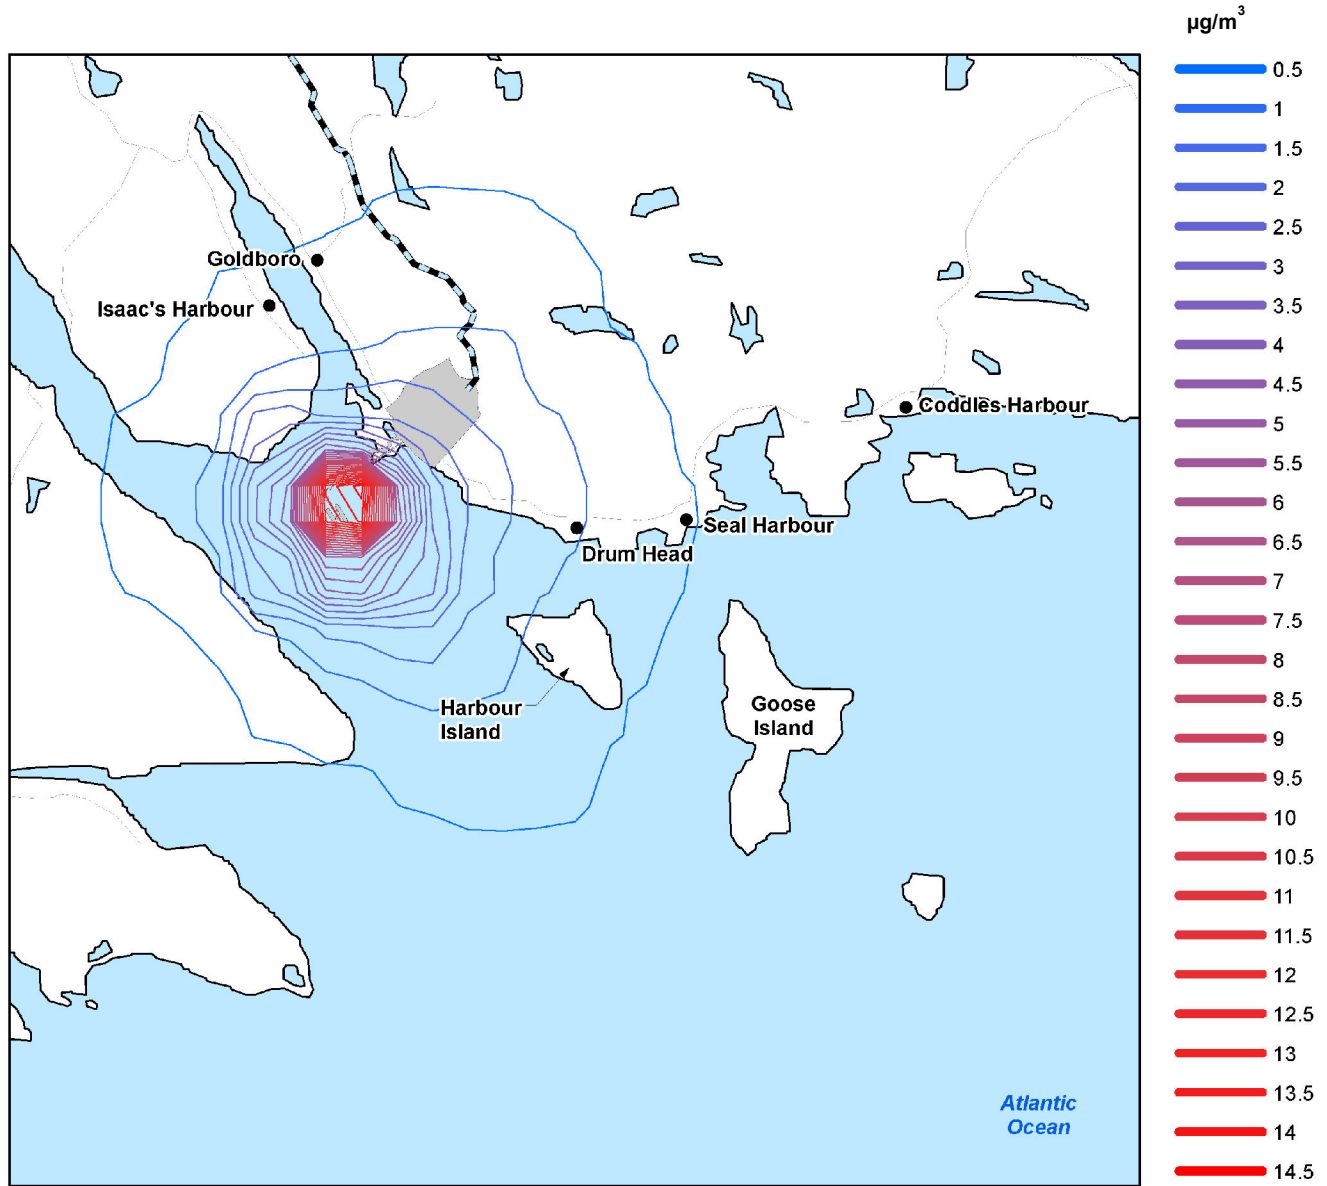 µg/m³
0.5
1
1.5
2
2.5
3
3.5
4
4.5
5
5.5
6
6.5
7
7.5
8
8.5
9
9.5
10
10.5
11
11.5
12
12.5
13
13.5
14
14.5
Goldboro
Isaac's Harbour
Coddles Harbour
Seal Harbour
Drum Head
Harbour
Island
Goose
Island
Atlantic
Ocean